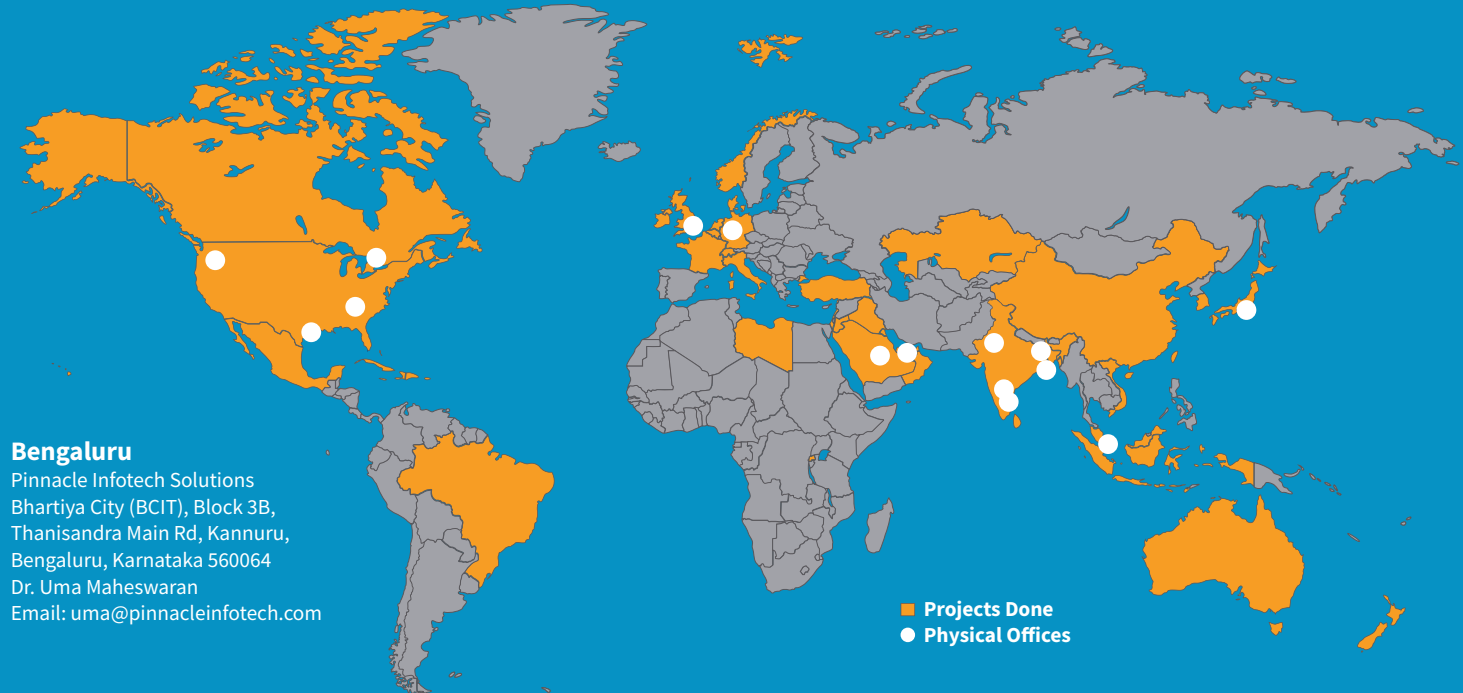 Bengaluru
Pinnacle Infotech Solutions
Bhartiya City (BCIT), Block 3B,
Thanisandra Main Rd, Kannuru,
Bengaluru, Karnataka 560064
Dr. Uma Maheswaran
Email: uma@pinnacleinfotech.com
Projects Done
Physical Offices